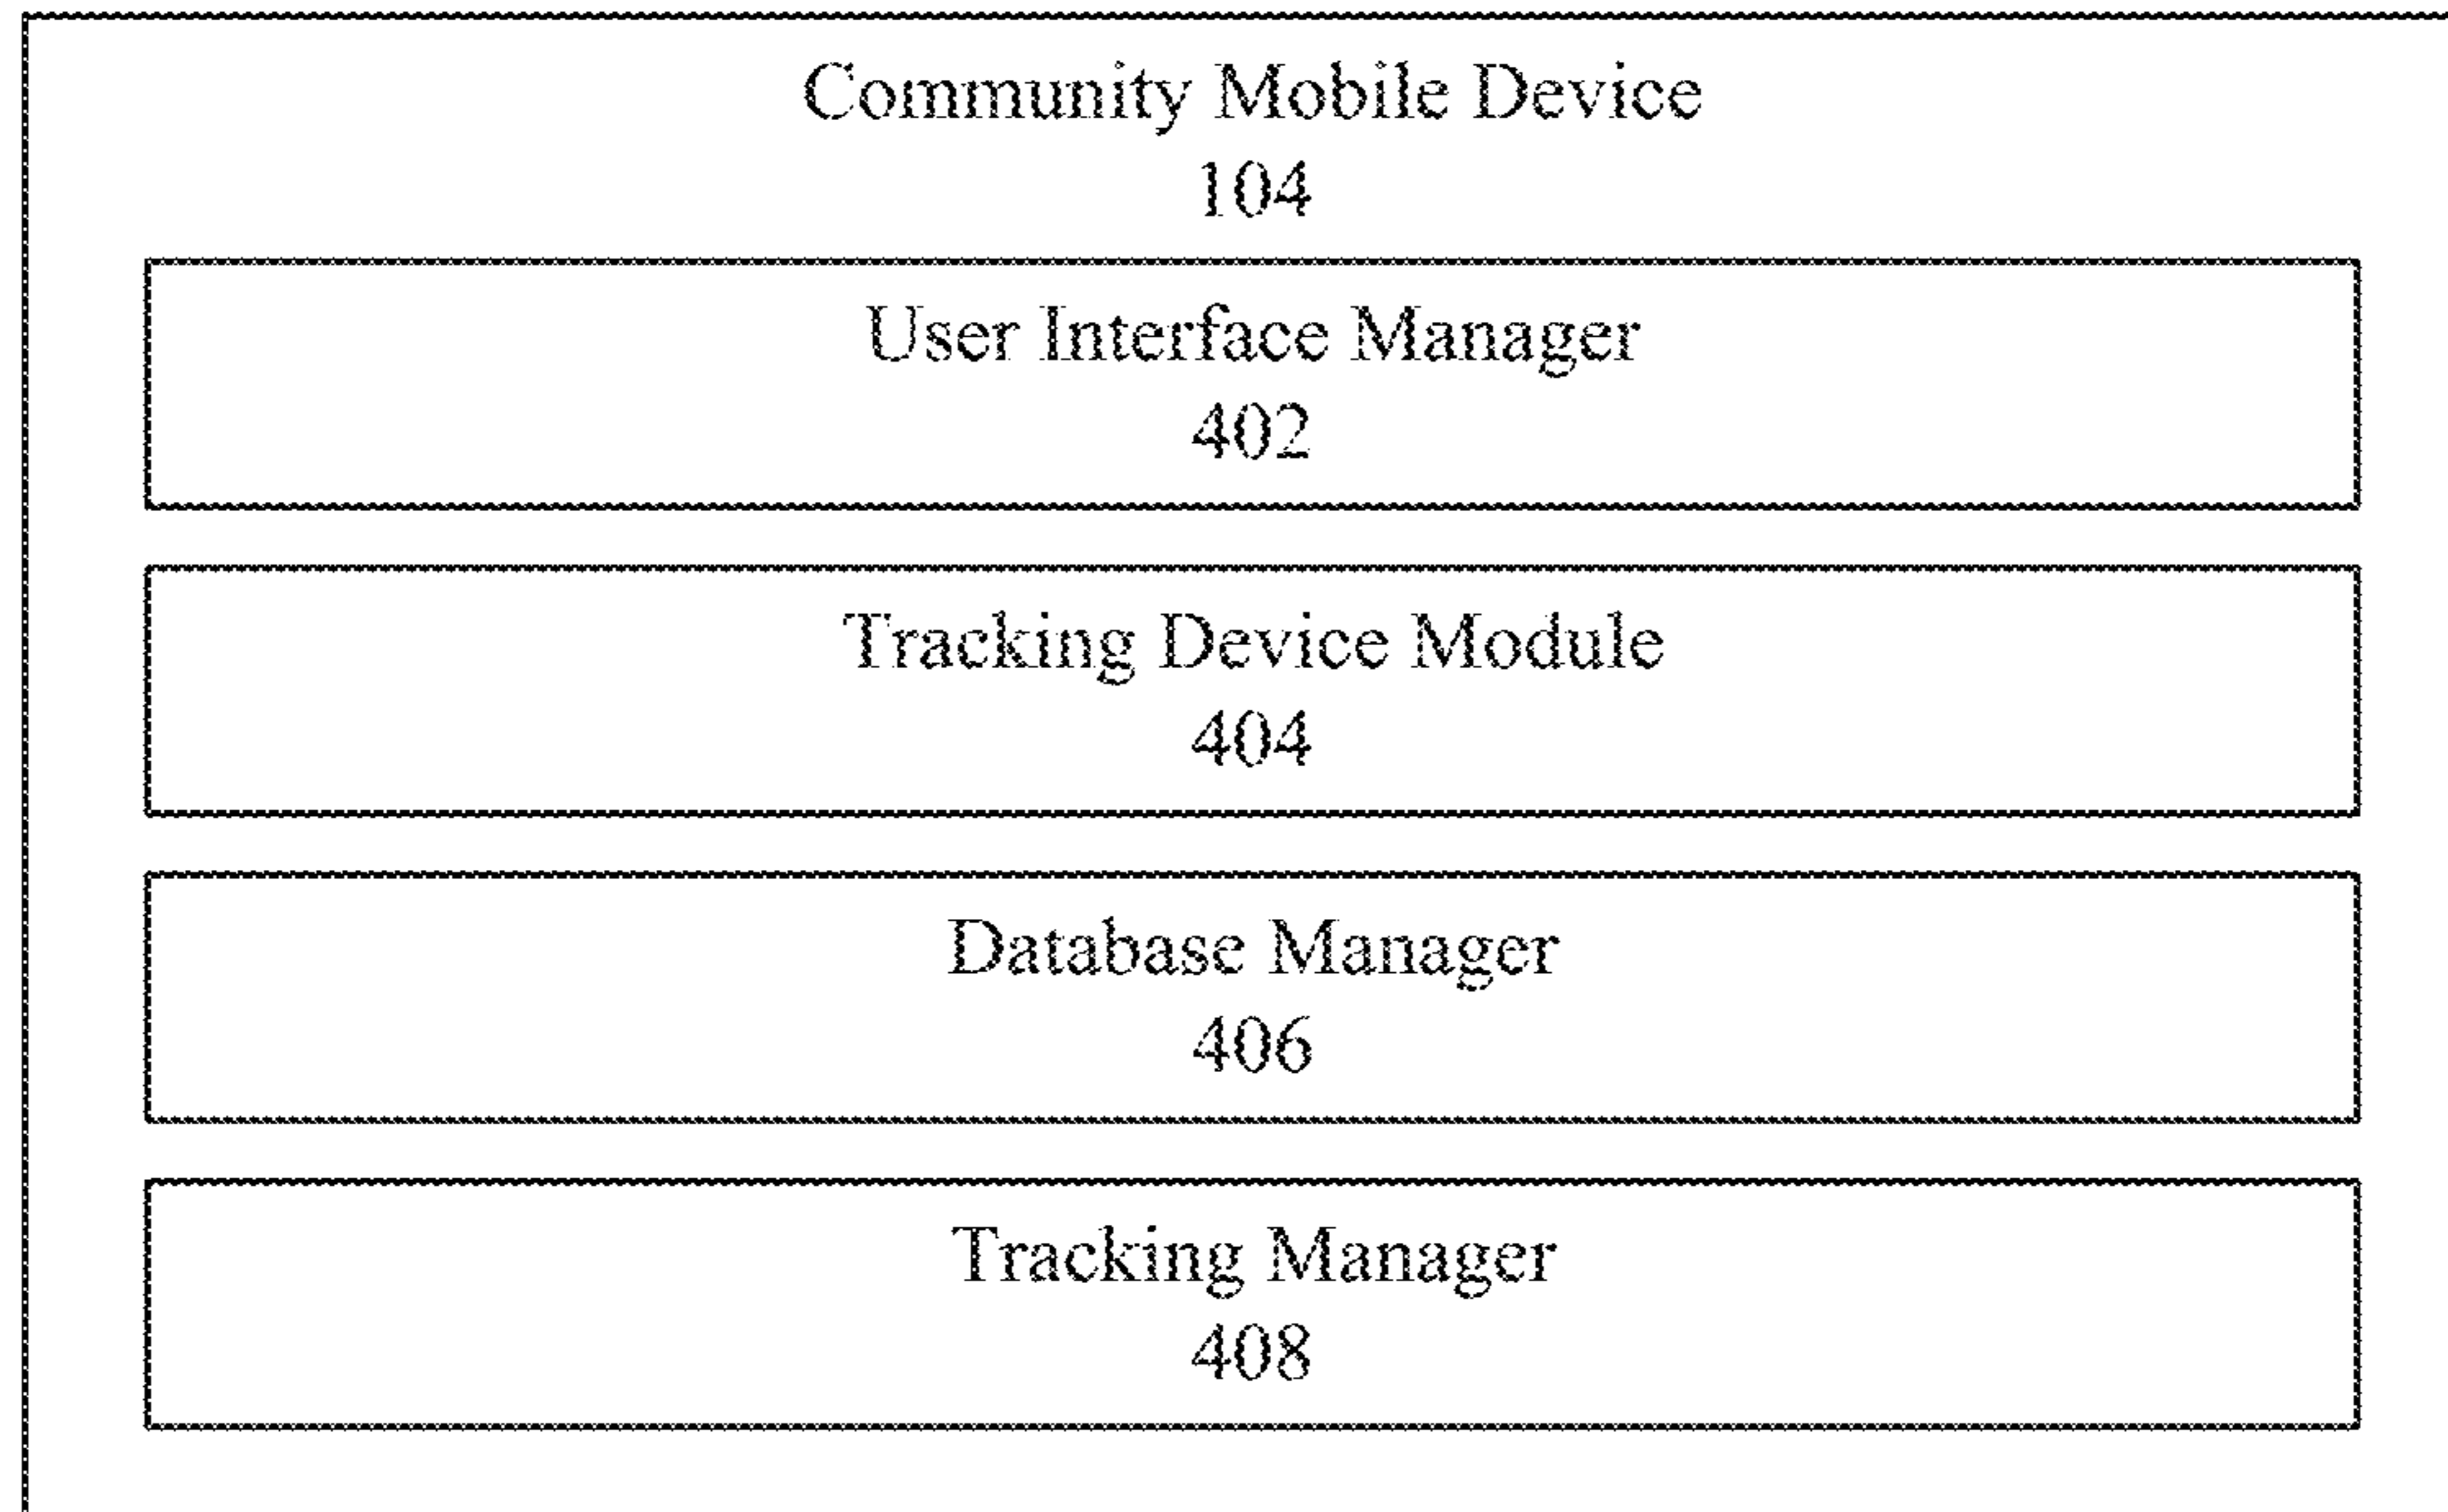 Community Mobile Device
104
User Interface Manager
402
Tracking Device Module
404
Database Manager
406
Tracking Manager
408